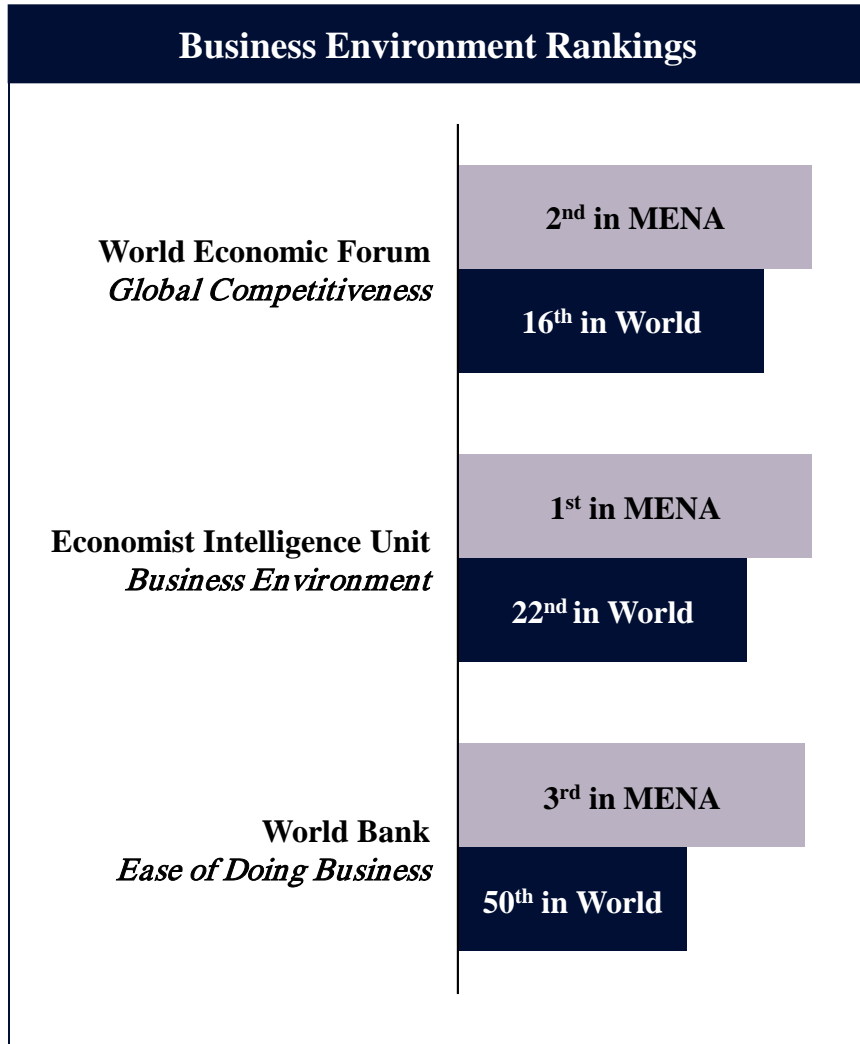 Business Environment Rankings
2nd in MENA
World Economic Forum
Global Competitiveness
16th in World
1st in MENA
Economist Intelligence Unit
Business Environment
22nd in World
3rd in MENA
World Bank
Ease of Doing Business
50th in World